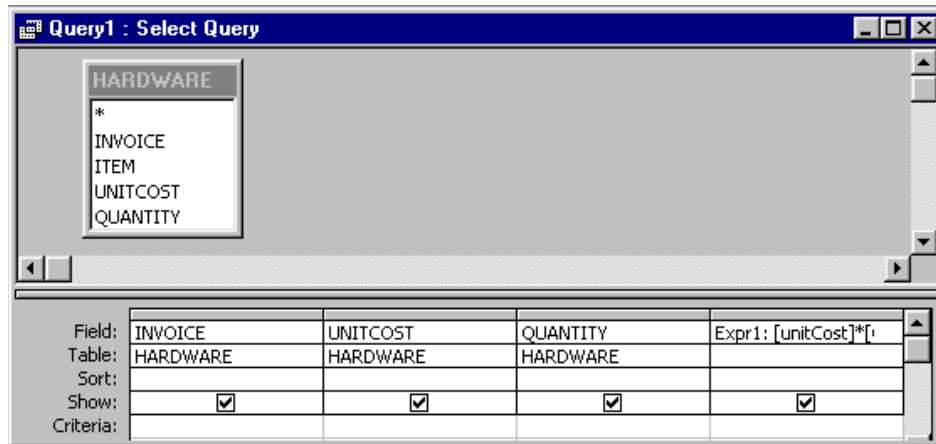 Query1 : Select Query
HARDWARE
*
INVOICE
ITEM
UNITCOST
QUANTITY
Field: INVOICE UNITCOST QUANTITY Expr1: [unitCost]*[
Table: HARDWARE HARDWARE HARDWARE
Sort:
Show:
Criteria: